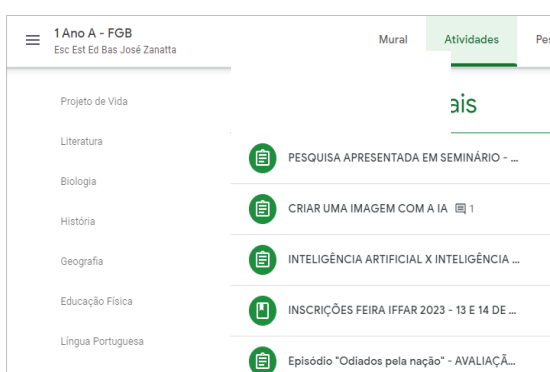 1 Ano A - FGB
Esc Est Ed Bas José Zanatta
Mural
Atividades
Projeto de Vida
Literatura
Biologia
História
Geografia
Educação Física
Língua Portuguesa
PESQUISA APRESENTADA EM SEMINÁRIO - ...
CRIAR UMA IMAGEM COM A IA 1
INTELIGÊNCIA ARTIFICIAL X INTELIGÊNCIA ...
INSCRIÇÕES FEIRA IFFAR 2023 - 13 E 14 DE ...
Episódio "Odiados pela nação" - AVALIAÇÃ...